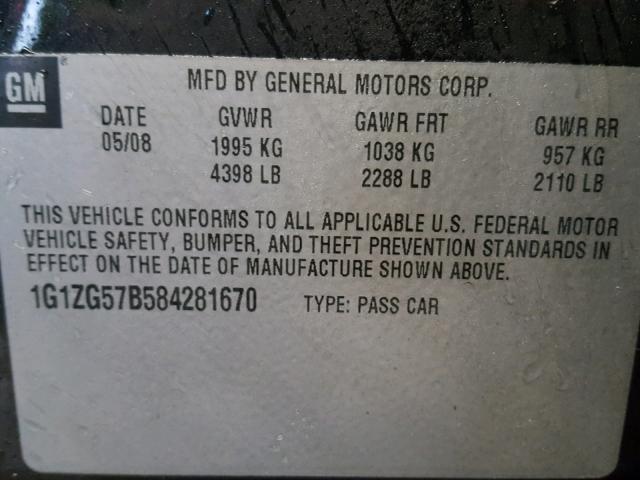 GM
MFD BY GENERAL MOTORS CORP.
DATE GVWR GAWR FRT GAWR RR
05/08 1995 KG 1038 KG 957 KG
4398 LB 2288 LB 2110 LB
THIS VEHICLE CONFORMS TO ALL APPLICABLE U.S. FEDERAL MOTOR
VEHICLE SAFETY, BUMPER, AND THEFT PREVENTION STANDARDS IN
EFFECT ON THE DATE OF MANUFACTURE SHOWN ABOVE.
1G1ZG57B584281670 TYPE: PASS CAR